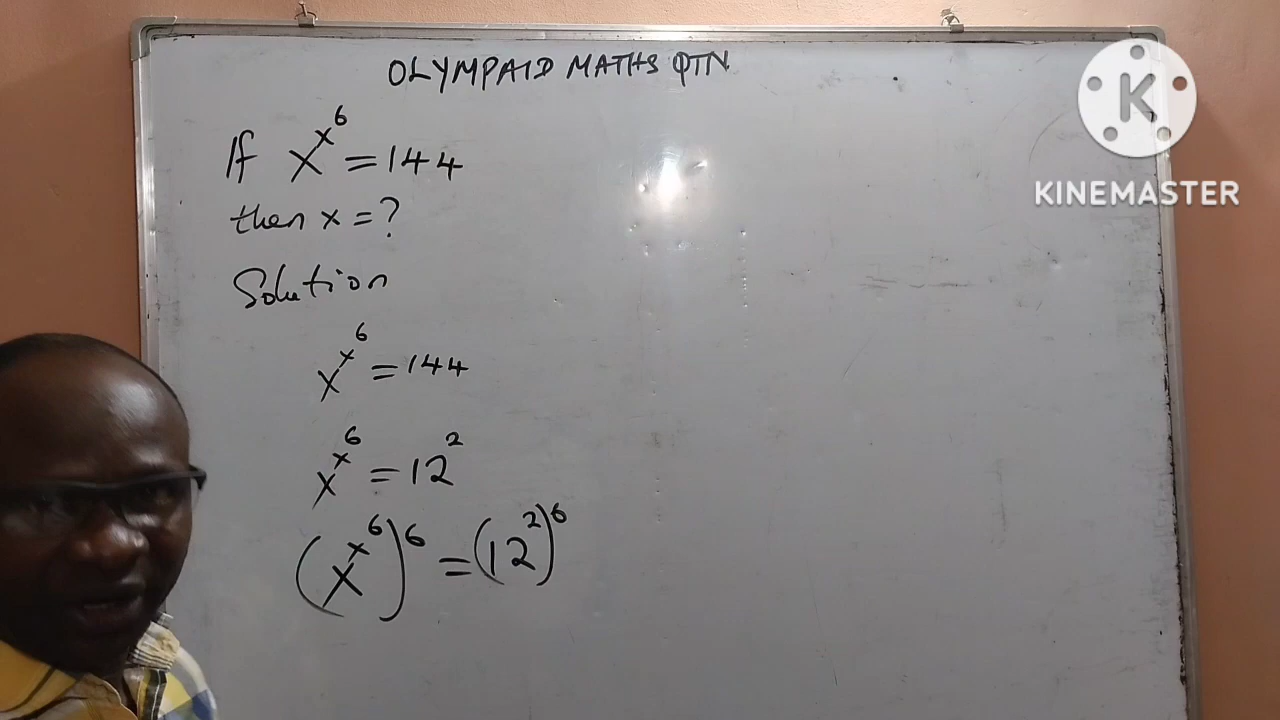 OLYMPAID MATHS QTN.
If x^x^6 = 144
then x = ?
Solution
x^x^6 = 144
x^x^6 = 12^2
(x^x^6)^6 = (12^2)^6
K
KINEMASTER